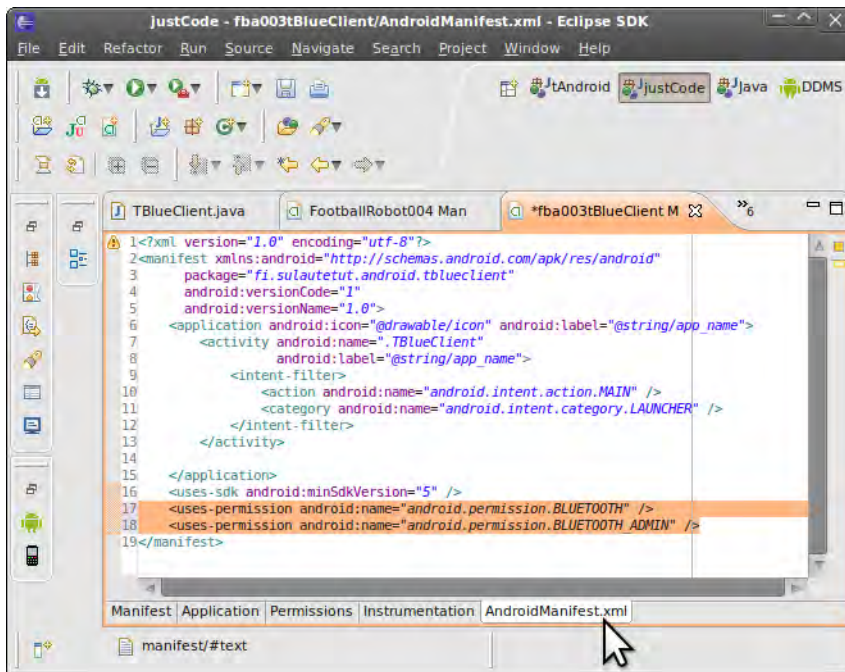 justCode - fba003tBlueClient/AndroidManifest.xml - Eclipse SDK
File Edit Refactor Run Source Navigate Search Project Window Help
JtAndroid JjustCode JJava DDMS
TBlueClient.java FootballRobot004 Man *fba003tBlueClient M »6
1<?xml version="1.0" encoding="utf-8"?>
2<manifest xmlns:android="http://schemas.android.com/apk/res/android"
3 package="fi.sulautetut.android.tblueclient"
4 android:versionCode="1"
5 android:versionName="1.0">
6 <application android:icon="@drawable/icon" android:label="@string/app_name">
7 <activity android:name=".TBlueClient"
8 android:label="@string/app_name">
9 <intent-filter>
10 <action android:name="android.intent.action.MAIN" />
11 <category android:name="android.intent.category.LAUNCHER" />
12 </intent-filter>
13 </activity>
14
15 </application>
16 <uses-sdk android:minSdkVersion="5" />
17 <uses-permission android:name="android.permission.BLUETOOTH" />
18 <uses-permission android:name="android.permission.BLUETOOTH_ADMIN" />
19</manifest>
Manifest Application Permissions Instrumentation AndroidManifest.xml
manifest/#text